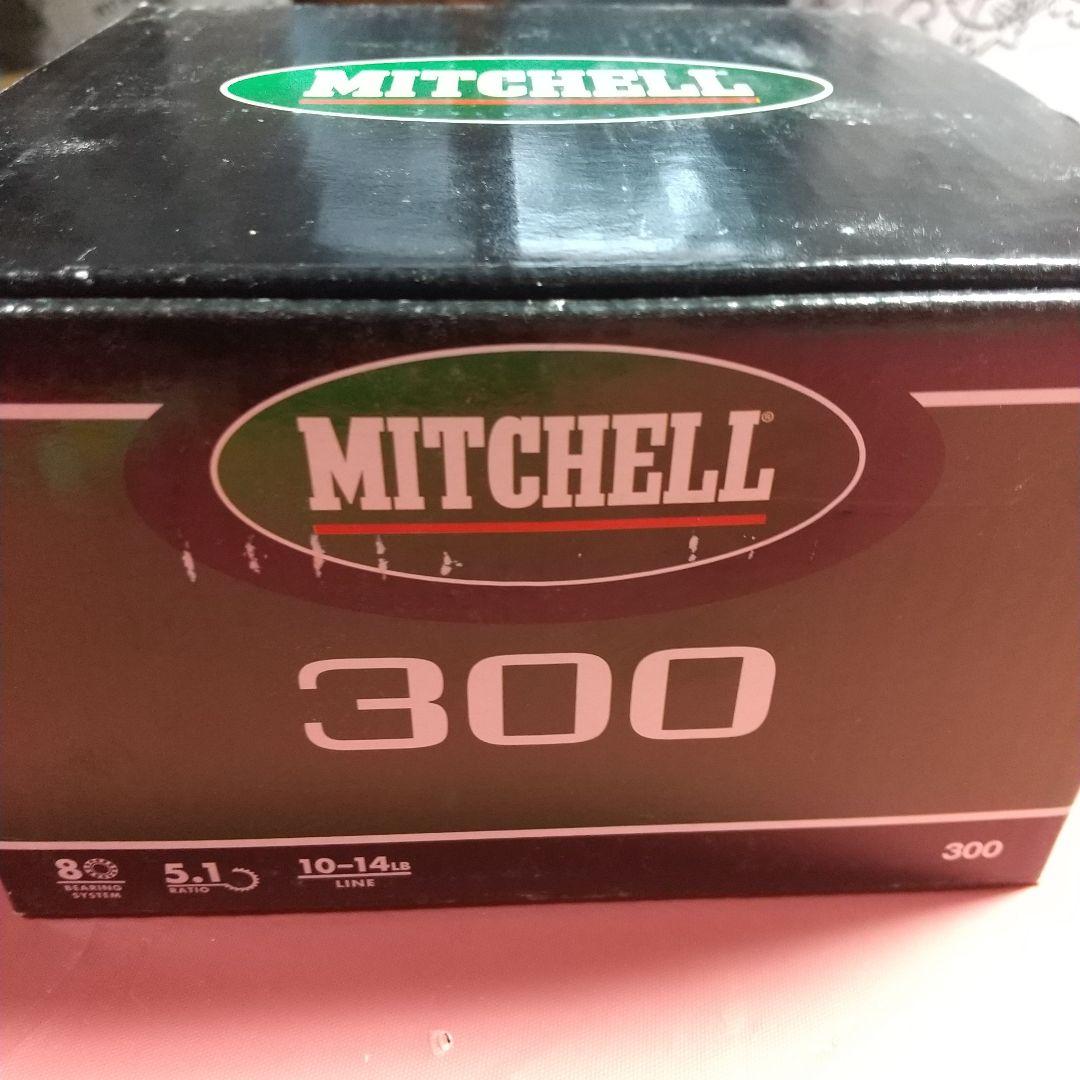 MITCHELL
MITCHELL®
300
8
BEARING
SYSTEM
5.1
RATIO
10–14LB
LINE
300